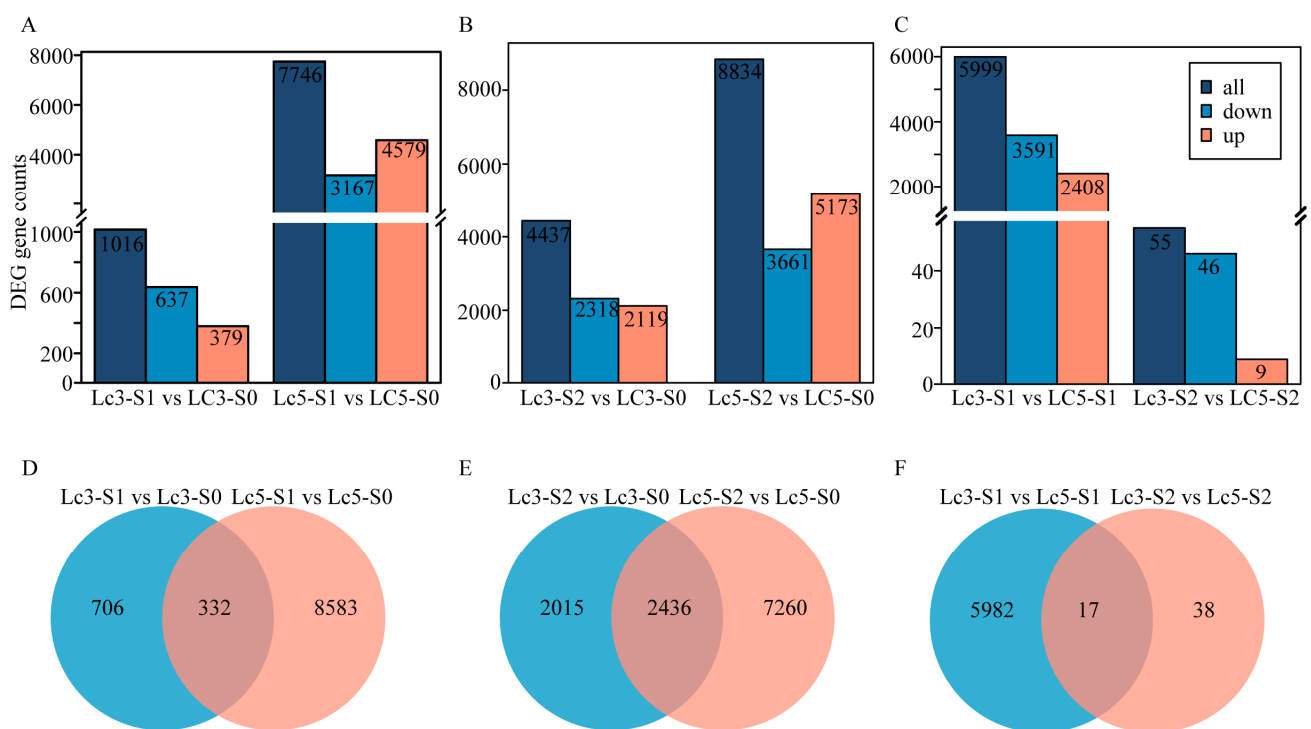 A
B
C
DEG gene counts
8000
6000
4000
1000
600
200
0
7746
3167
4579
1016
637
379
Lc3-S1 vs LC3-S0
Lc5-S1 vs LC5-S0
8000
6000
4000
2000
0
8834
3661
5173
4437
2318
2119
Lc3-S2 vs LC3-S0
Lc5-S2 vs LC5-S0
6000
4000
2000
40
20
0
5999
3591
2408
55
46
9
all
down
up
Lc3-S1 vs LC5-S1
Lc3-S2 vs LC5-S2
D
Lc3-S1 vs Lc3-S0
Lc5-S1 vs Lc5-S0
706
332
8583
E
Lc3-S2 vs Lc3-S0
Lc5-S2 vs Lc5-S0
2015
2436
7260
F
Lc3-S1 vs Lc5-S1
Lc3-S2 vs Lc5-S2
5982
17
38